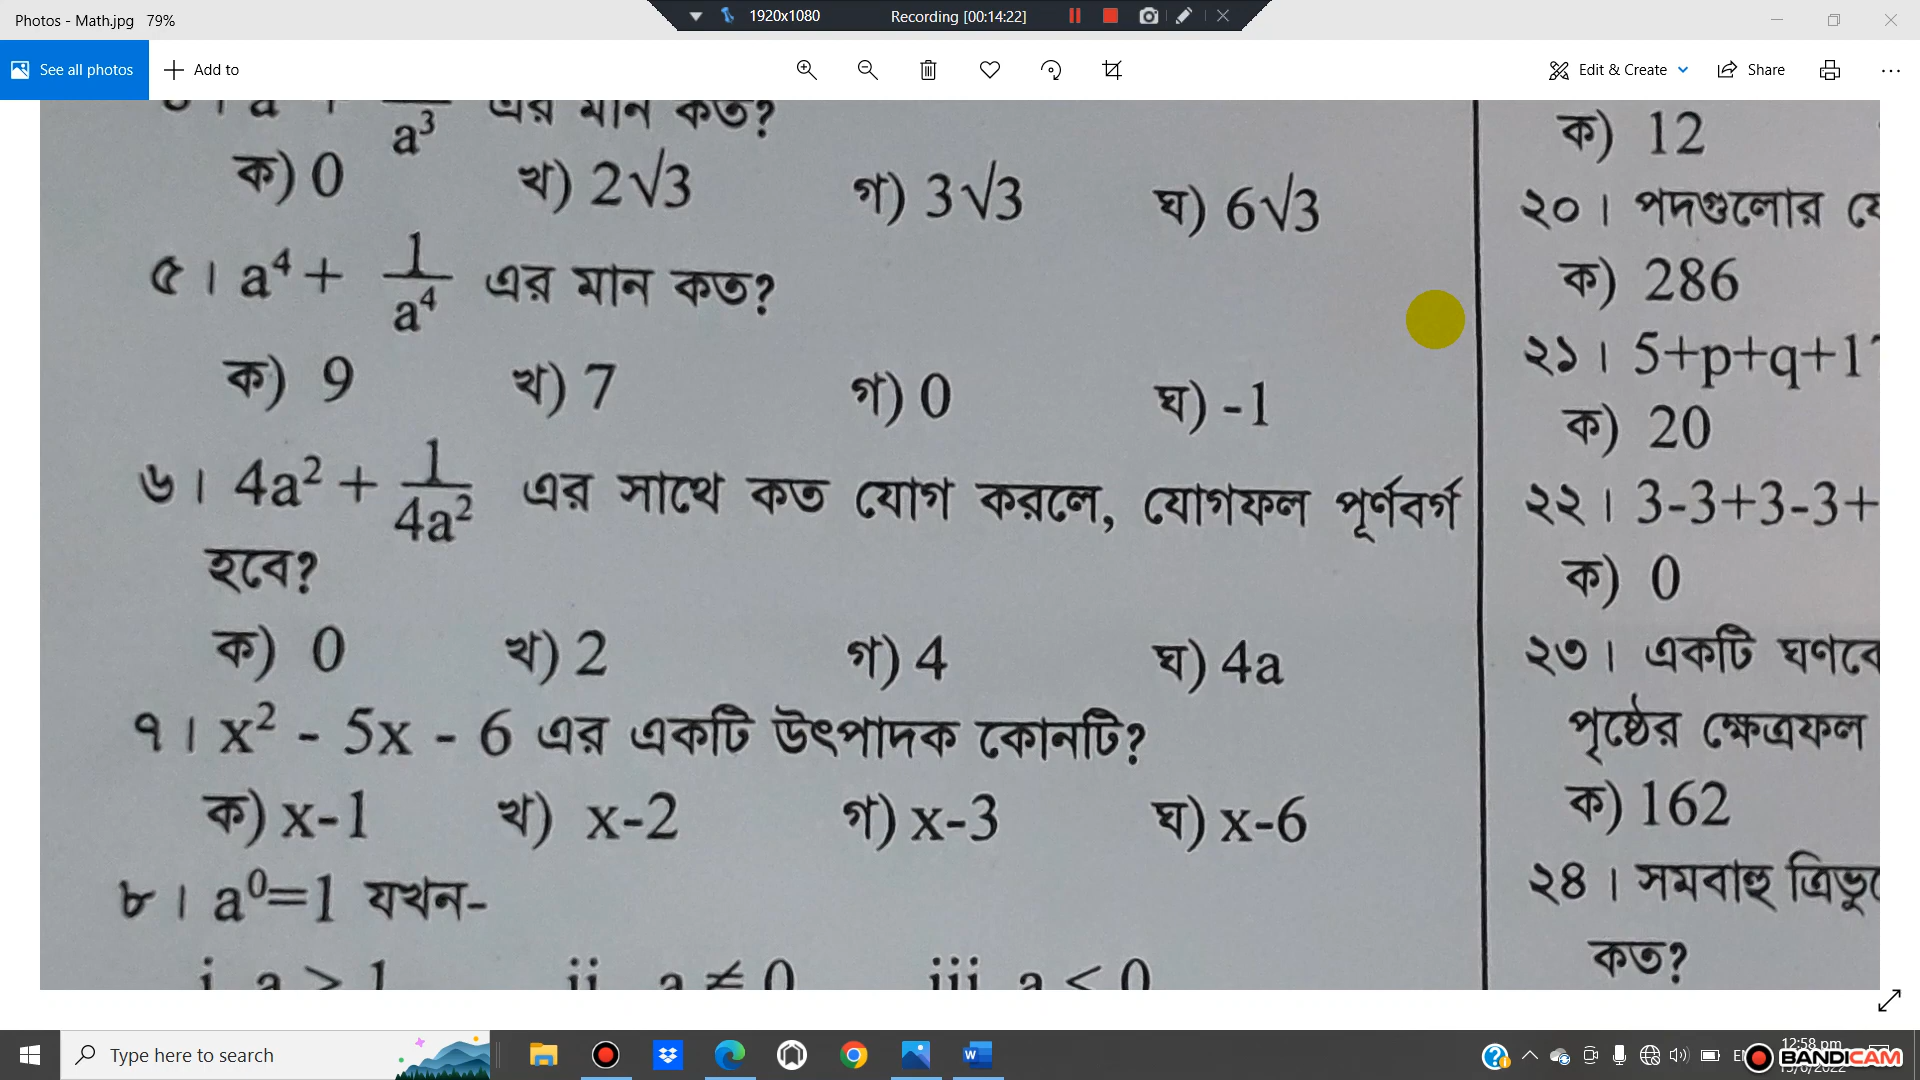 Photos - Math.jpg 79%
1920x1080 Recording [00:14:22]
See all photos Add to Edit & Create Share
এর মান কত?
a³
ক) 0 খ) 2√3 গ) 3√3 ঘ) 6√3
৫। a⁴ + 1/a⁴ এর মান কত?
ক) 9 খ) 7 গ) 0 ঘ) -1
৬। 4a² + 1/4a² এর সাথে কত যোগ করলে, যোগফল পূর্ণবর্গ
হবে?
ক) 0 খ) 2 গ) 4 ঘ) 4a
৭। x² - 5x - 6 এর একটি উৎপাদক কোনটি?
ক) x-1 খ) x-2 গ) x-3 ঘ) x-6
৮। a⁰=1 যখন-
i a > 1 ii a ≠ 0 iii a < 0
ক) 12
২০। পদগুলোর
ক) 286
২১। 5+p+q+1
ক) 20
২২। 3-3+3-3+
ক) 0
২৩। একটি
পৃষ্ঠের ক্ষেত্রফল
ক) 162
২৪। সমবাহু
কত?
Type here to search
12:58 pm
BANDICAM